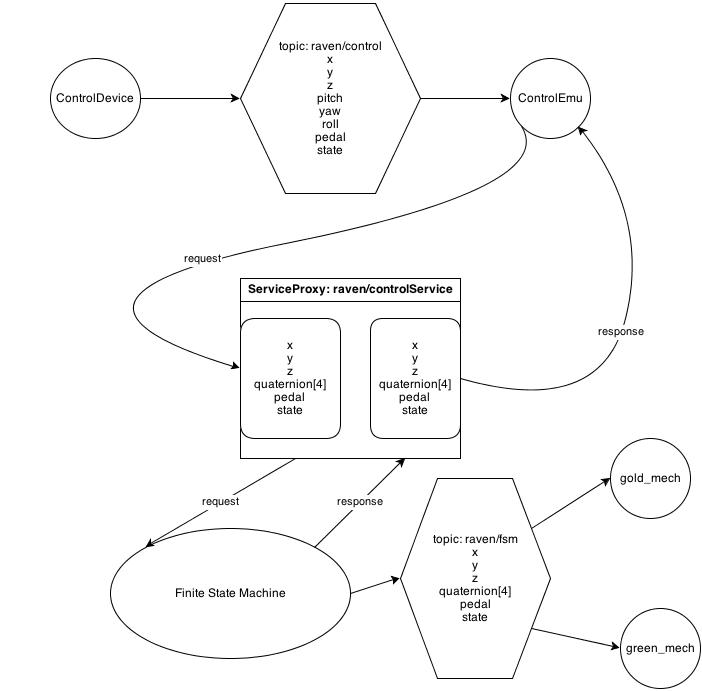 topic: raven/control
x
y
z
pitch
yaw
roll
pedal
state
ControlDevice
ControlEmu
request
ServiceProxy: raven/controlService
x
y
z
quaternion[4]
pedal
state
x
y
z
quaternion[4]
pedal
state
response
request
response
Finite State Machine
topic: raven/fsm
x
y
z
quaternion[4]
pedal
state
gold_mech
green_mech